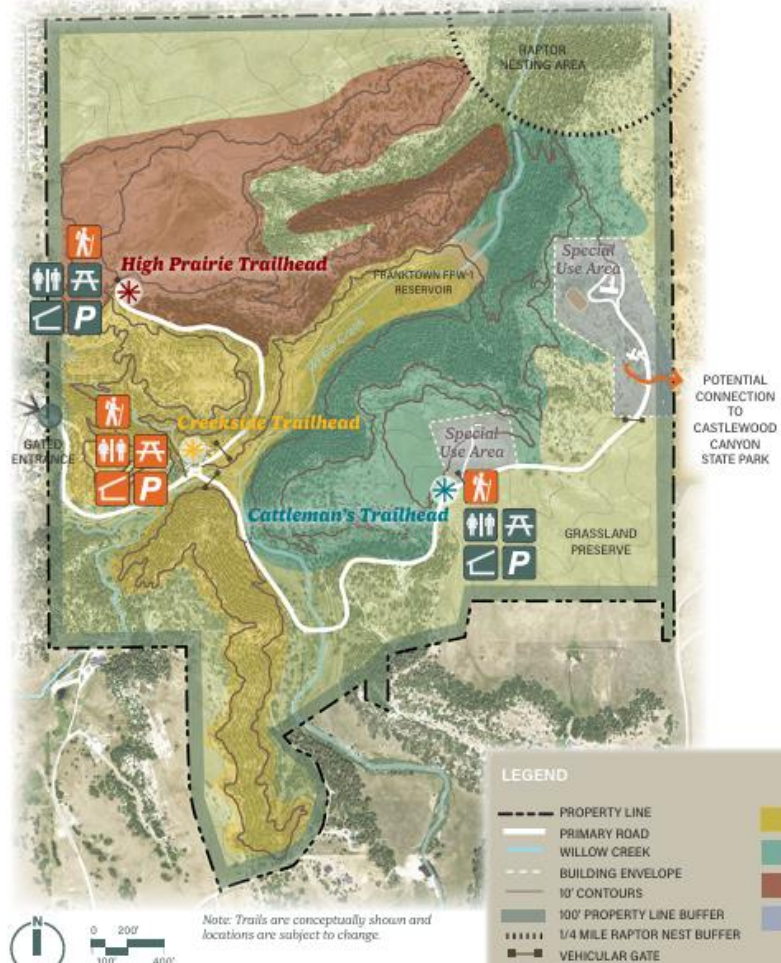 RAPTOR
NESTING AREA
Special
Use Area
High Prairie Trailhead
FRANKTOWN FPW-1
RESERVOIR
P
POTENTIAL
CONNECTION
TO
CASTLEWOOD
CANYON
STATE PARK
Creekside Trailhead
GATED
ENTRANCE
Special
Use Area
P
Cattleman's Trailhead
GRASSLAND
PRESERVE
P
LEGEND
PROPERTY LINE
PRIMARY ROAD
WILLOW CREEK
BUILDING ENVELOPE
10' CONTOURS
100' PROPERTY LINE BUFFER
1/4 MILE RAPTOR NEST BUFFER
VEHICULAR GATE
N
0 200'
100' 400'
Note: Trails are conceptually shown and
locations are subject to change.